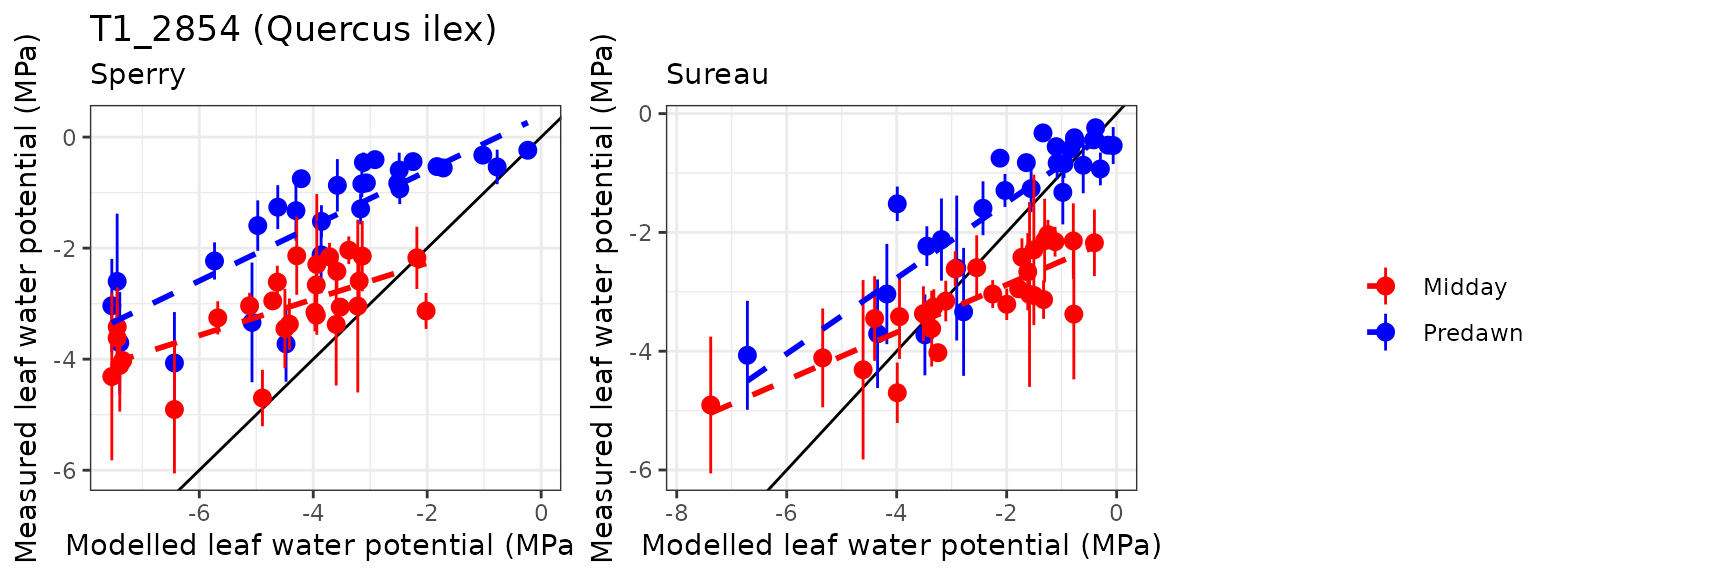 T1_2854 (Quercus ilex)
Sperry
Measured leaf water potential (MPa)
0
-2
-4
-6
-6
-4
-2
0
Modelled leaf water potential (MPa
Sureau
Measured leaf water potential (MPa)
0
-2
-4
-6
-8
-6
-4
-2
0
Modelled leaf water potential (MPa)
Midday
Predawn